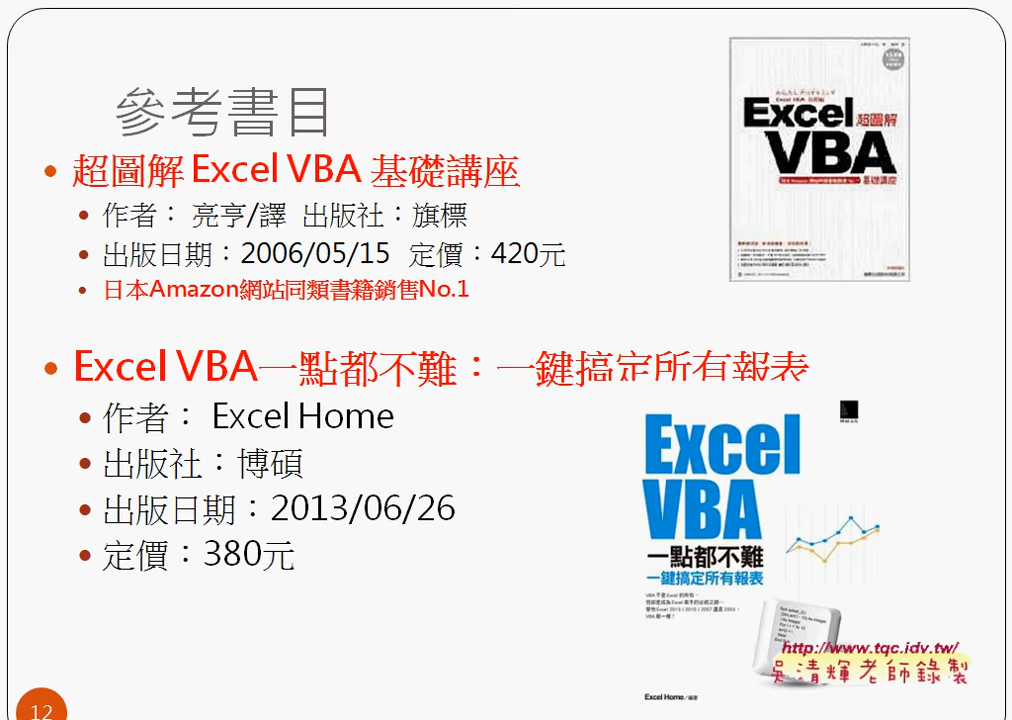 參考書目
超圖解 Excel VBA 基礎講座
作者： 亮亨/譯 出版社：旗標
出版日期：2006/05/15 定價：420元
日本Amazon網站同類書籍銷售No.1
Excel VBA一點都不難：一鍵搞定所有報表
作者： Excel Home
出版社：博碩
出版日期：2013/06/26
定價：380元
Excel 超圖解
VBA
基礎講座
Excel
VBA
一點都不難
一鍵搞定所有報表
Excel Home／編著
http://www.tqc.idv.tw/
吳清輝老師錄製
12